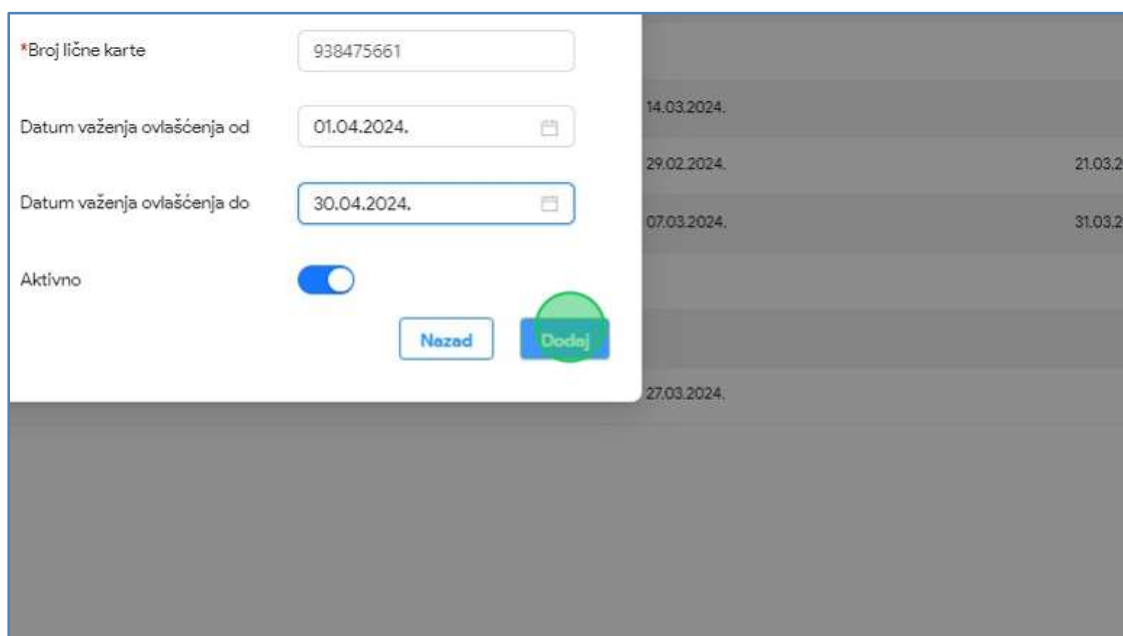 *Broj lične karte 938475661
14.03.2024.
Datum važenja ovlašćenja od 01.04.2024.
29.02.2024.
Datum važenja ovlašćenja do 30.04.2024.
07.03.2024.
Aktivno
Nazad Dodaj
27.03.2024.